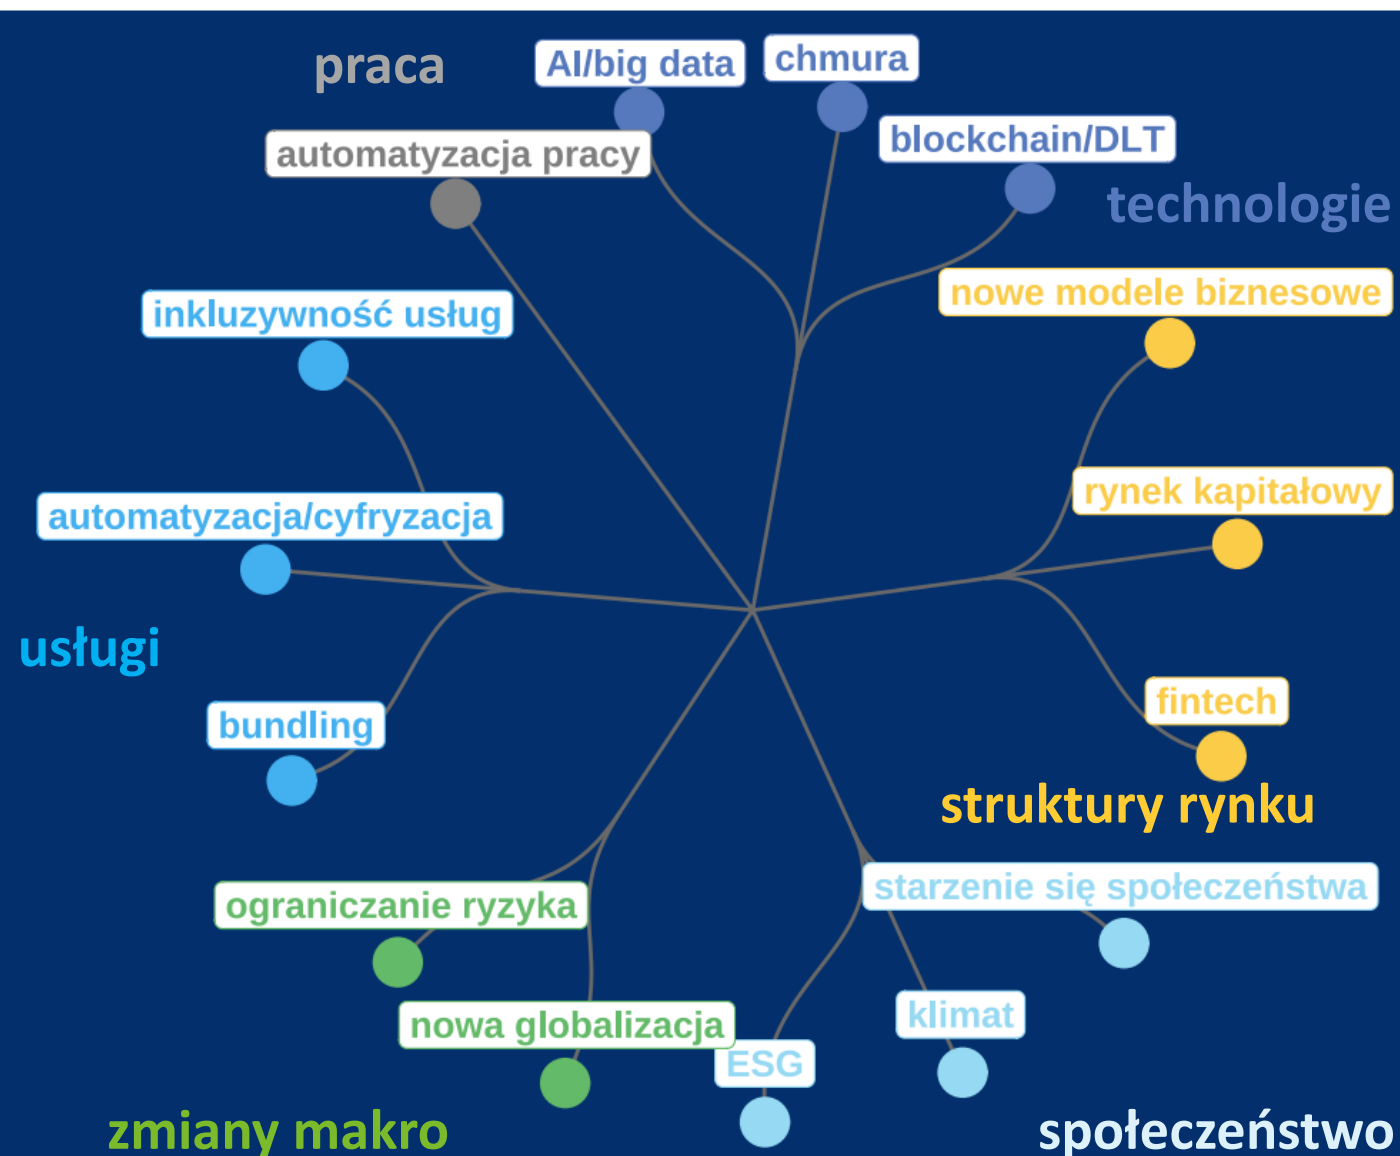 praca
AI/big data
chmura
automatyzacja pracy
blockchain/DLT
technologie
inkluzywność usług
nowe modele biznesowe
automatyzacja/cyfryzacja
rynek kapitałowy
usługi
bundling
fintech
struktury rynku
ograniczanie ryzyka
starzenie się społeczeństwa
nowa globalizacja
klimat
ESG
zmiany makro
społeczeństwo